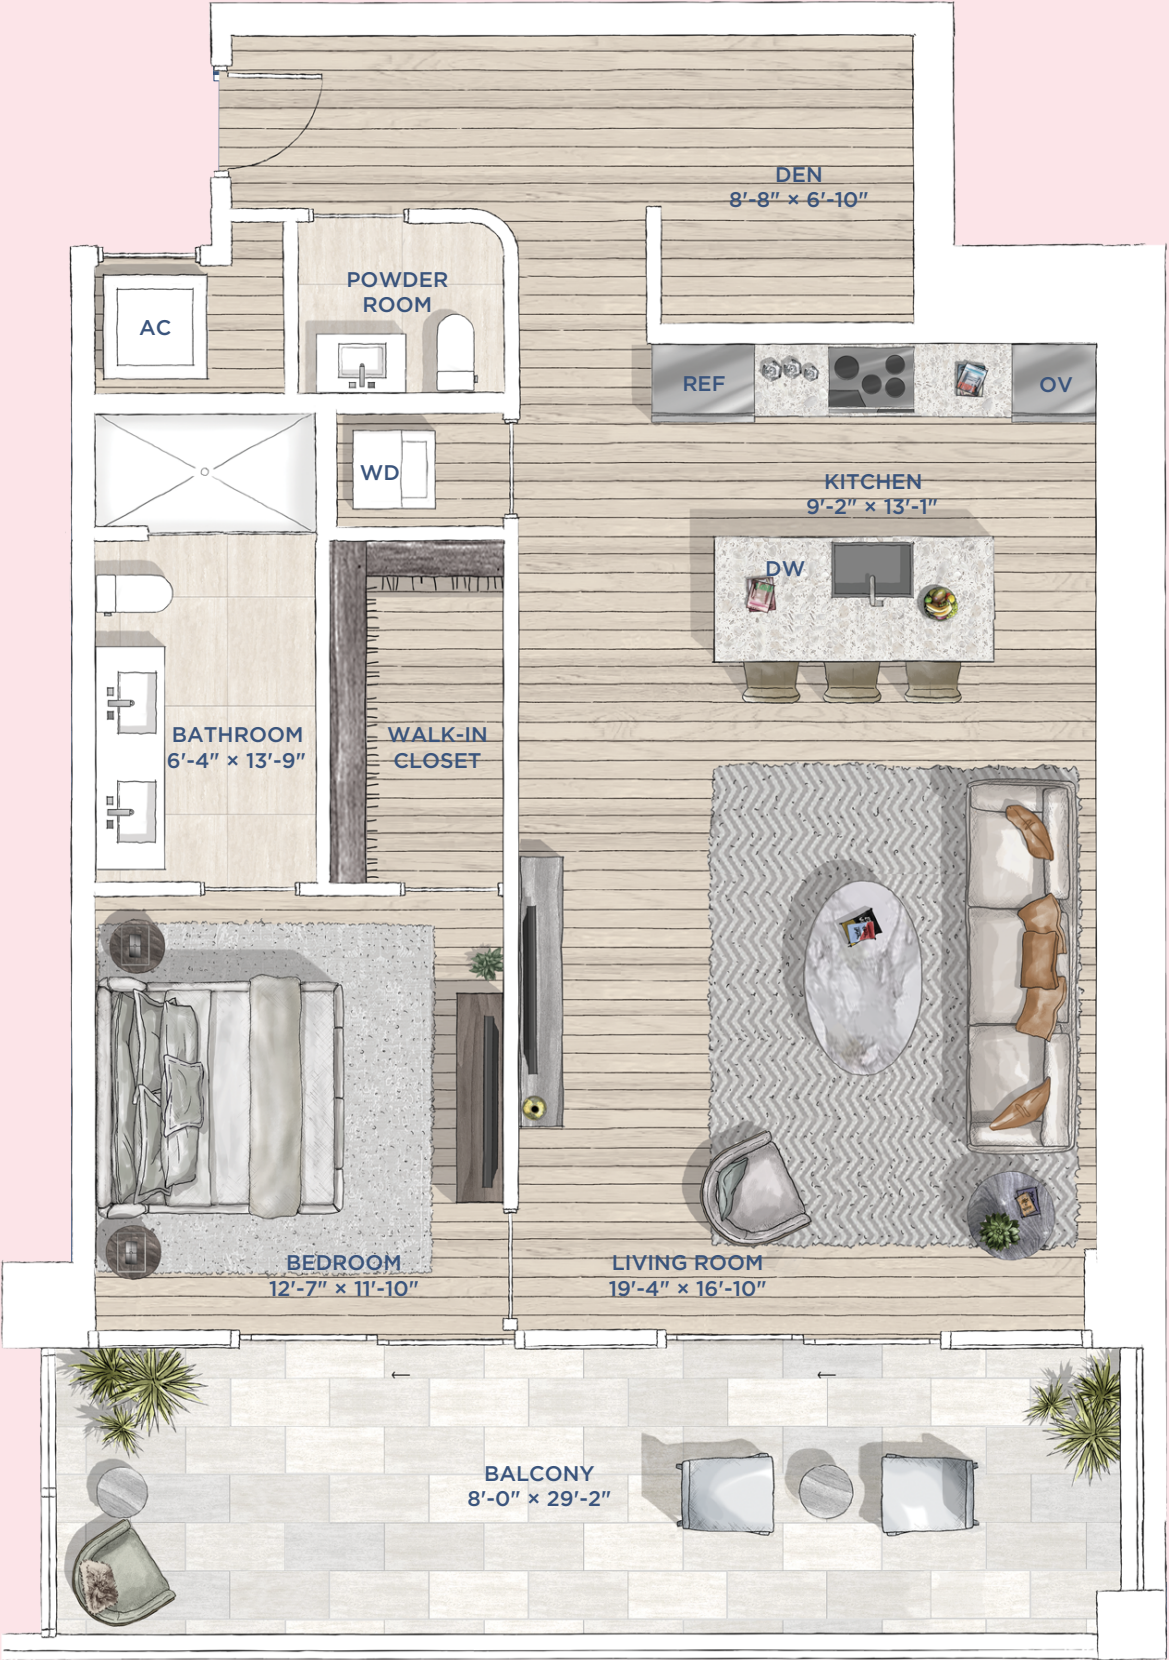 DEN
8'-8" × 6'-10"
POWDER
ROOM
AC
REF
OV
WD
KITCHEN
9'-2" × 13'-1"
DW
BATHROOM
6'-4" × 13'-9"
WALK-IN
CLOSET
BEDROOM
12'-7" × 11'-10"
LIVING ROOM
19'-4" × 16'-10"
BALCONY
8'-0" × 29'-2"